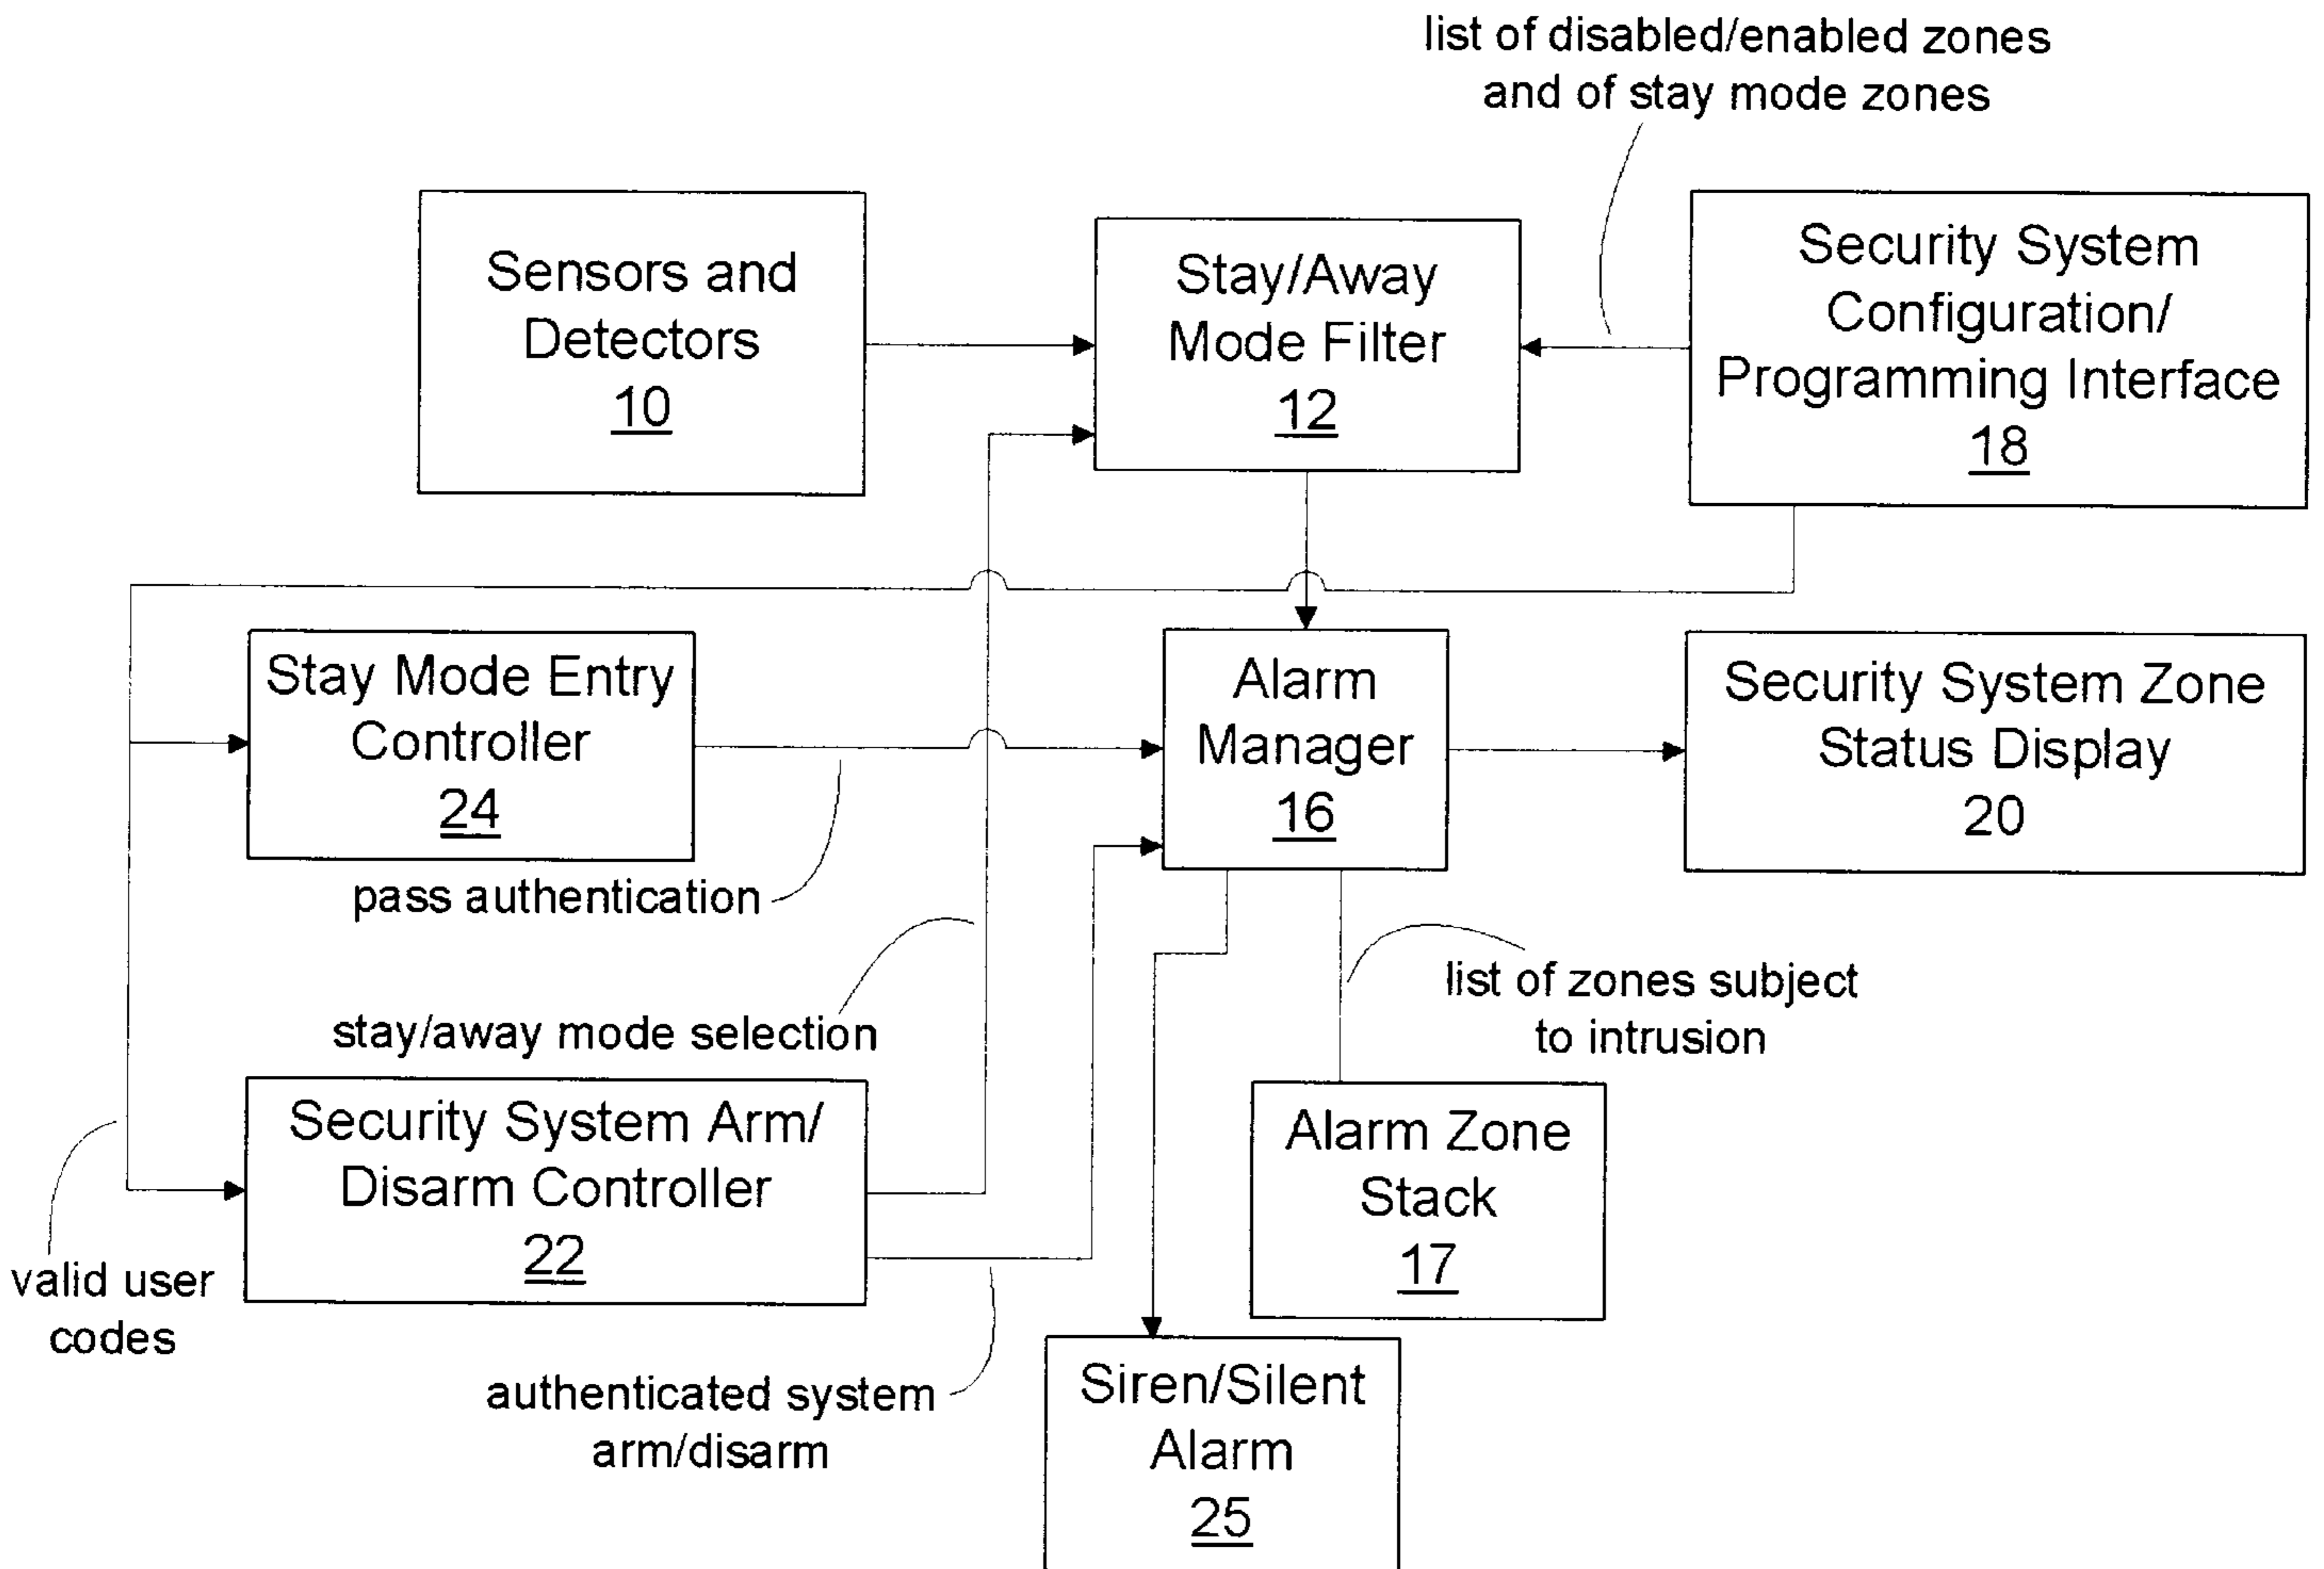 list of disabled/enabled zones
and of stay mode zones
Sensors and
Detectors
10
Stay/Away
Mode Filter
12
Security System
Configuration/
Programming Interface
18
Stay Mode Entry
Controller
24
Alarm
Manager
16
Security System Zone
Status Display
20
pass authentication
stay/away mode selection
list of zones subject
to intrusion
Security System Arm/
Disarm Controller
22
Alarm Zone
Stack
17
valid user
codes
authenticated system
arm/disarm
Siren/Silent
Alarm
25